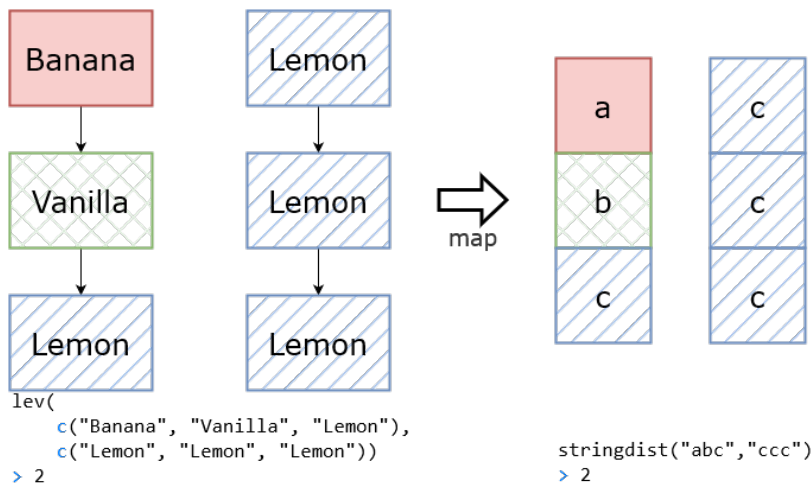 Banana
Vanilla
Lemon
Lemon
Lemon
Lemon
map
a
b
c
c
c
c
lev(
    c("Banana", "Vanilla", "Lemon"),
    c("Lemon", "Lemon", "Lemon"))
> 2
stringdist("abc","ccc")
> 2